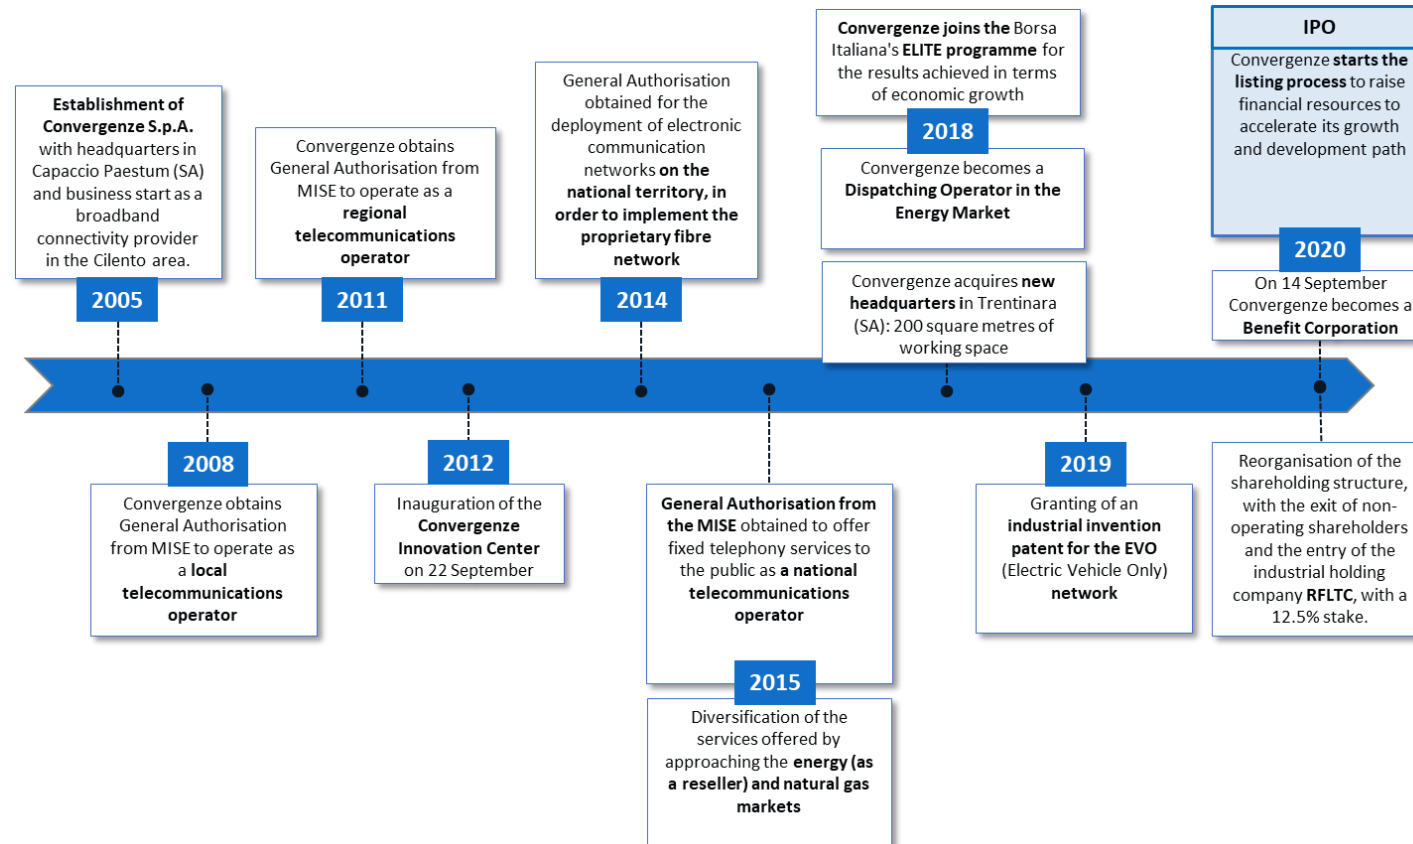 Establishment of
Convergenze S.p.A.
with headquarters in
Capaccio Paestum (SA)
and business start as a
broadband
connectivity provider
in the Cilento area.
2005
Convergenze obtains
General Authorisation
from MISE to operate as
a local
telecommunications
operator
2008
Convergenze obtains
General Authorisation from
MISE to operate as a
regional
telecommunications
operator
2011
2012
Inauguration of the
Convergenze
Innovation Center
on 22 September
General Authorisation
obtained for the
deployment of electronic
communication
networks on the
national territory, in
order to implement the
proprietary fibre
network
2014
General Authorisation from
the MISE obtained to offer
fixed telephony services to
the public as a national
telecommunications
operator
2015
Diversification of the
services offered by
approaching the energy (as
a reseller) and natural gas
markets
Convergenze joins the Borsa
Italiana's ELITE programme for
the results achieved in terms
of economic growth
2018
Convergenze becomes a
Dispatching Operator in the
Energy Market
Convergenze acquires new
headquarters in Trentinara
(SA): 200 square metres of
working space
2019
Granting of an
industrial invention
patent for the EVO
(Electric Vehicle Only)
network
IPO
Convergenze starts the
listing process to raise
financial resources to
accelerate its growth
and development path
2020
On 14 September
Convergenze becomes a
Benefit Corporation
Reorganisation of the
shareholding structure,
with the exit of non-
operating shareholders
and the entry of the
industrial holding
company RFLTC, with a
12.5% stake.